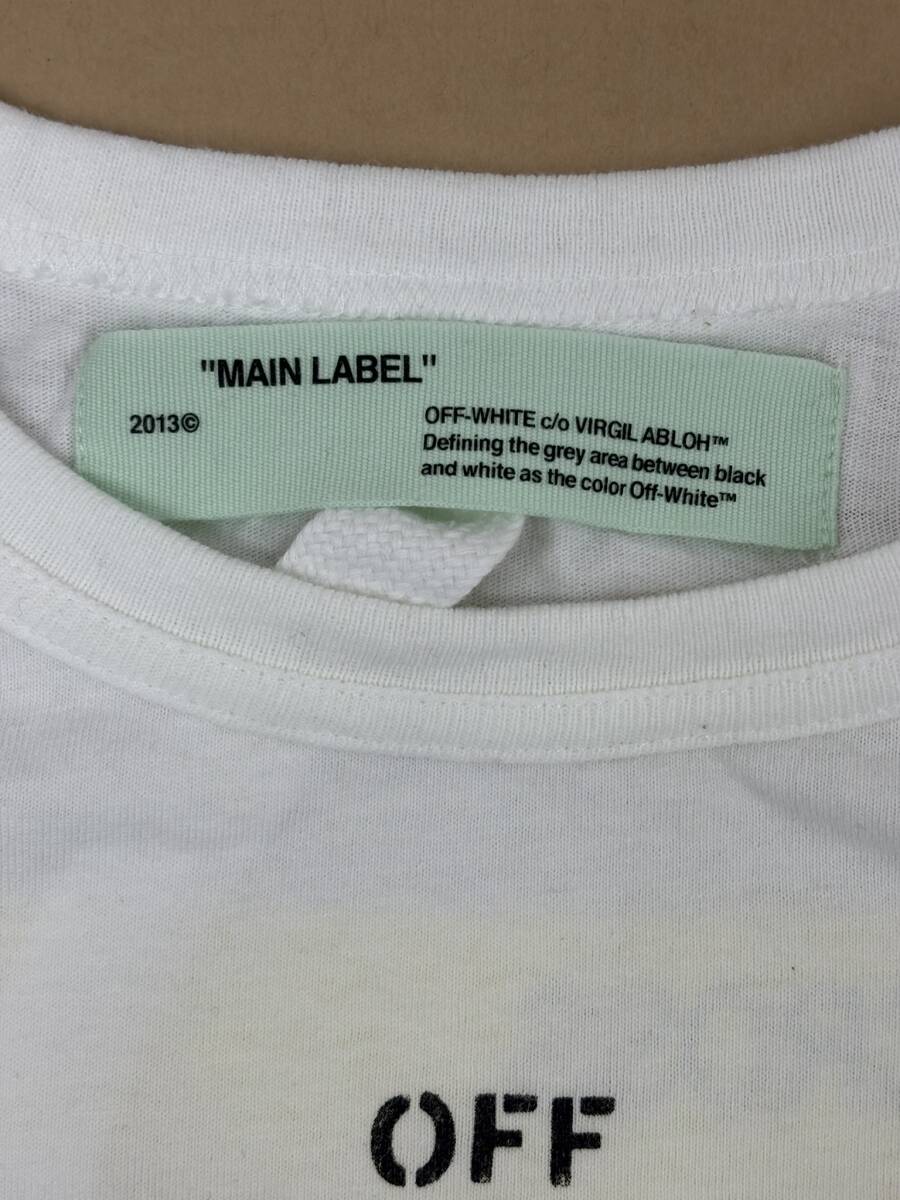 "MAIN LABEL"
2013©
OFF-WHITE c/o VIRGIL ABLOH™
Defining the grey area between black
and white as the color Off-White™
OFF